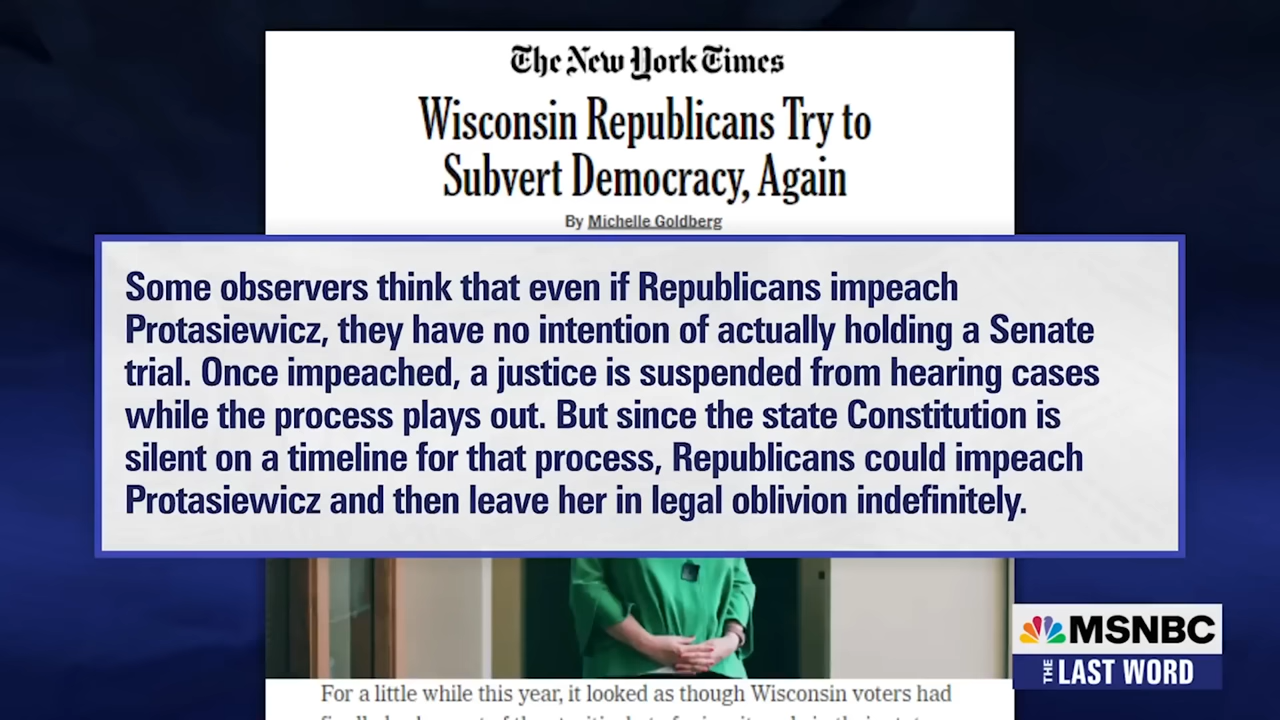 The New York Times
Wisconsin Republicans Try to
Subvert Democracy, Again
By Michelle Goldberg
Some observers think that even if Republicans impeach
Protasiewicz, they have no intention of actually holding a Senate
trial. Once impeached, a justice is suspended from hearing cases
while the process plays out. But since the state Constitution is
silent on a timeline for that process, Republicans could impeach
Protasiewicz and then leave her in legal oblivion indefinitely.
MSNBC
THE LAST WORD
For a little while this year, it looked as though Wisconsin voters had